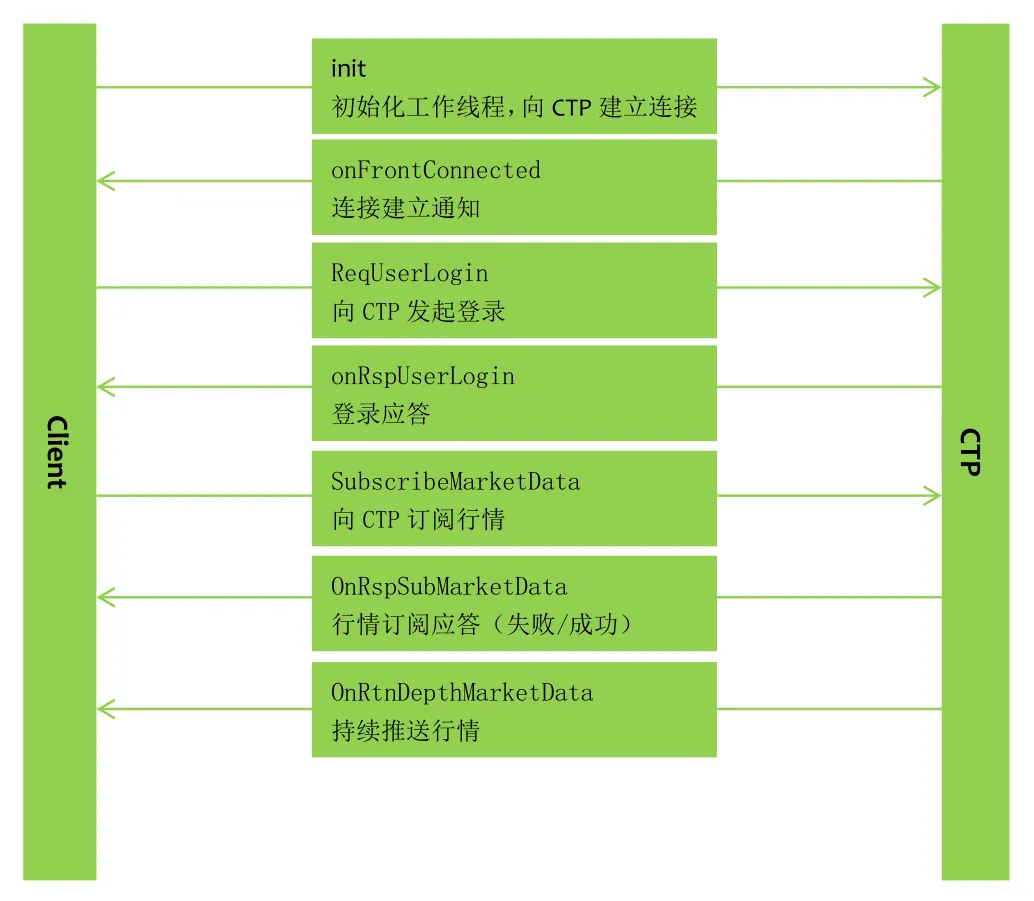 init
初始化工作线程，向 CTP 建立连接
onFrontConnected
连接建立通知
ReqUserLogin
向 CTP 发起登录
onRspUserLogin
登录应答
Client
CTP
SubscribeMarketData
向 CTP 订阅行情
OnRspSubMarketData
行情订阅应答（失败/成功）
OnRtnDepthMarketData
持续推送行情